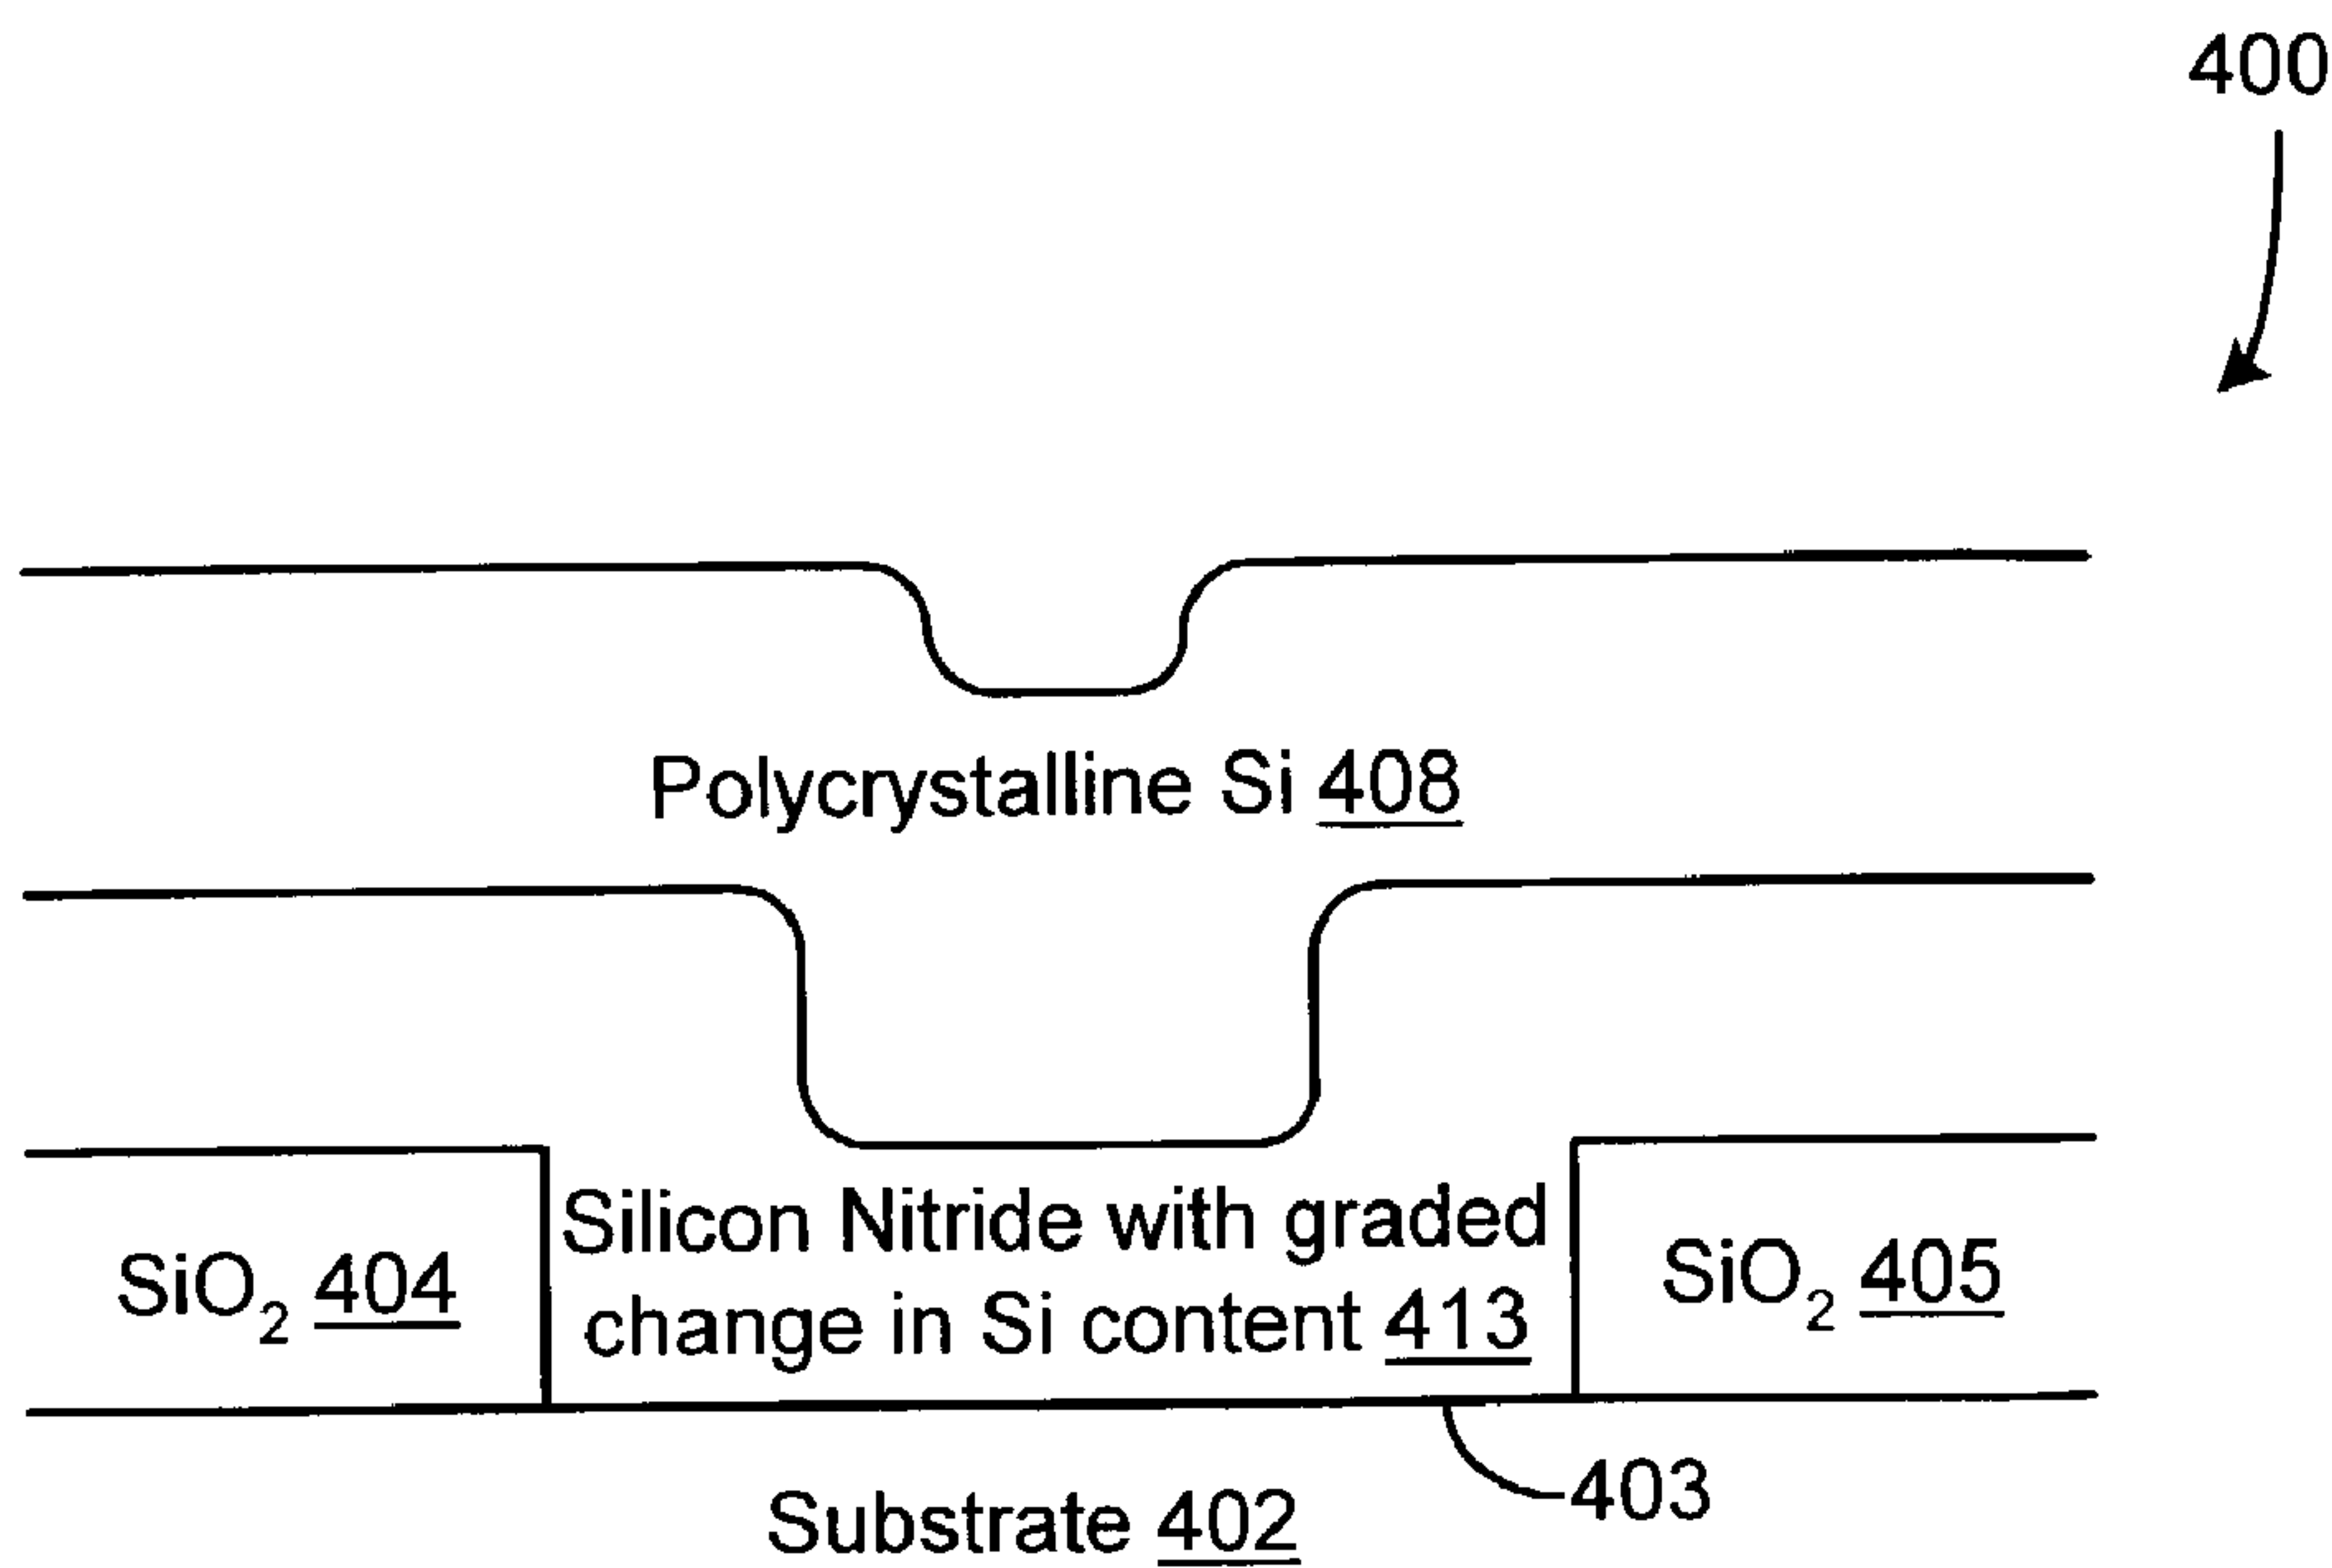 400
Polycrystalline Si 408
Silicon Nitride with graded
change in Si content 413
SiO₂ 404
SiO₂ 405
403
Substrate 402